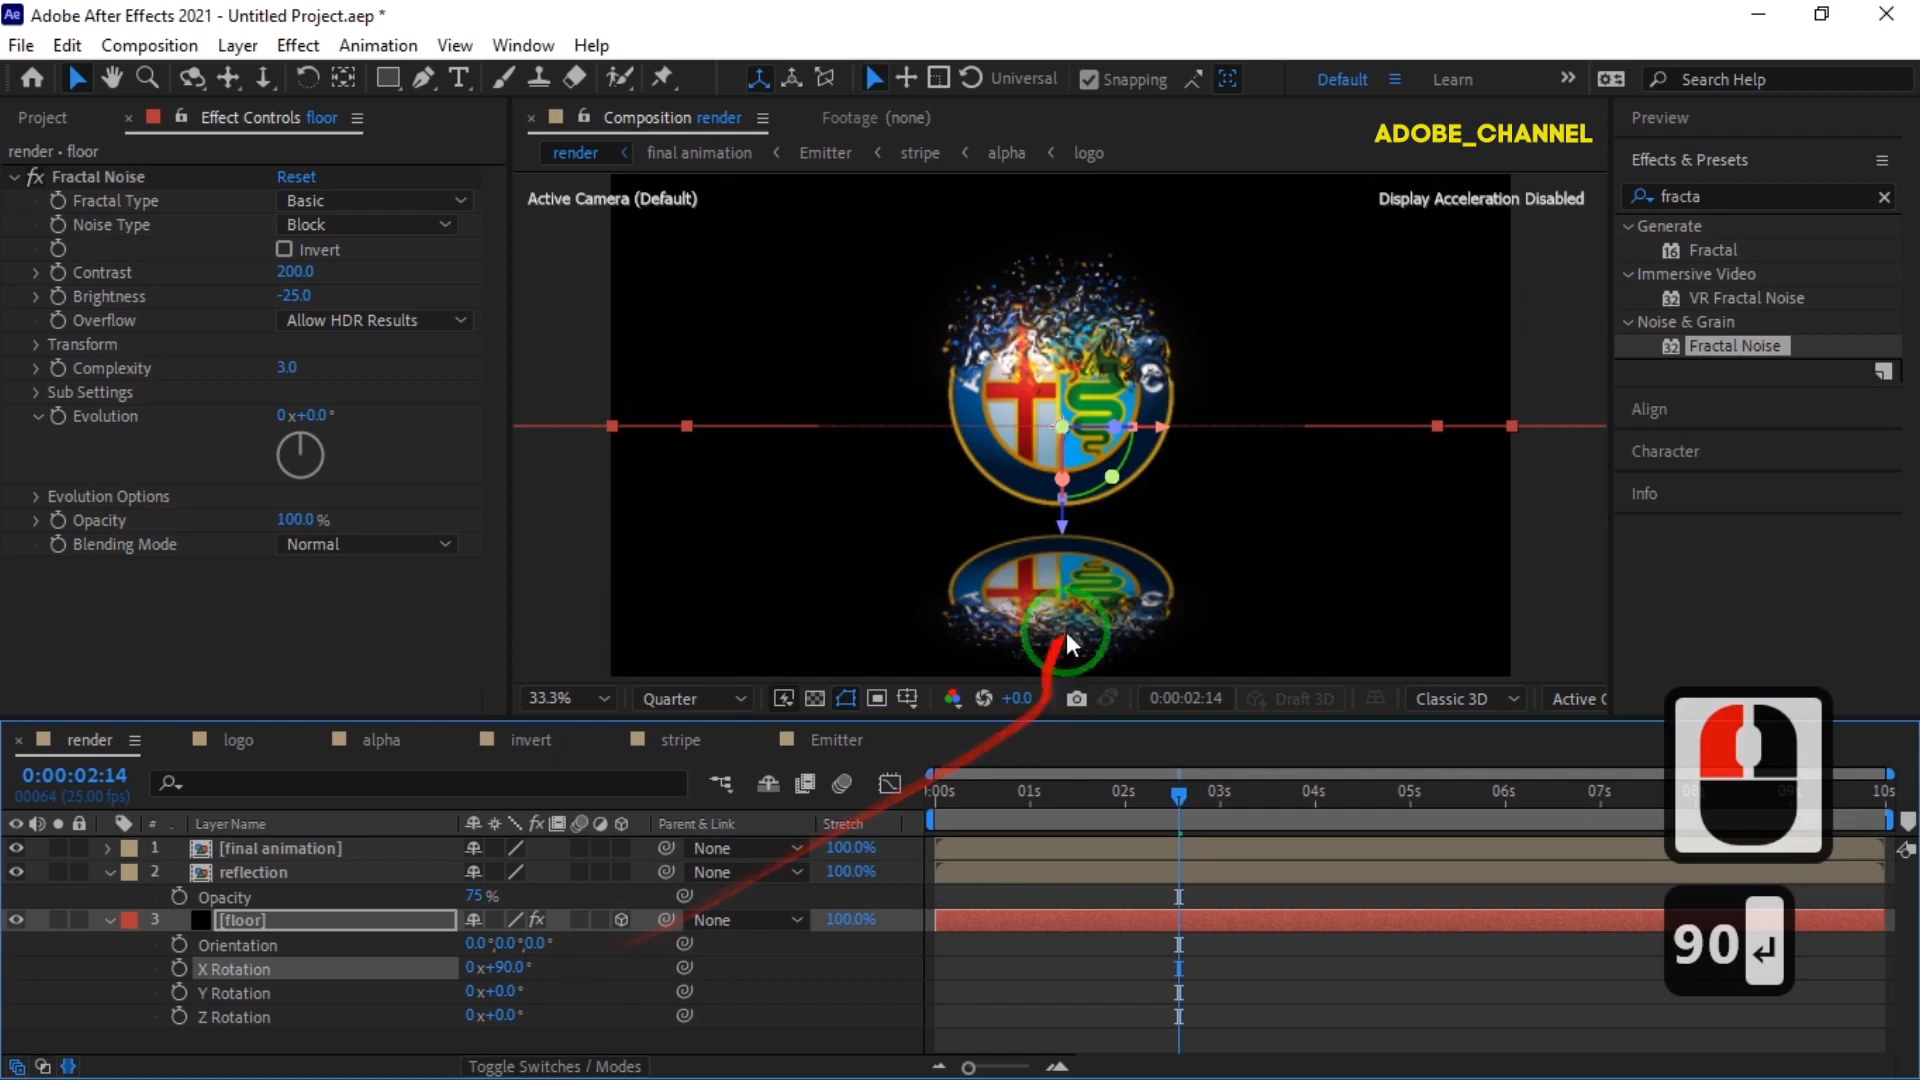 Ae Adobe After Effects 2021 - Untitled Project.aep *
File Edit Composition Layer Effect Animation View Window Help
Universal Snapping Default Learn Search Help
Project Effect Controls floor
render • floor
fx Fractal Noise Reset
Fractal Type Basic
Noise Type Block
Invert
Contrast 200.0
Brightness -25.0
Overflow Allow HDR Results
Transform
Complexity 3.0
Sub Settings
Evolution 0x+0.0°
Evolution Options
Opacity 100.0 %
Blending Mode Normal
Composition render Footage (none)
ADOBE_CHANNEL
render final animation Emitter stripe alpha logo
Active Camera (Default) Display Acceleration Disabled
C
33.3% Quarter +0.0 0:00:02:14 Draft 3D Classic 3D Active C
Preview
Effects & Presets
fracta
Generate
16 Fractal
Immersive Video
32 VR Fractal Noise
Noise & Grain
32 Fractal Noise
Align
Character
Info
render logo alpha invert stripe Emitter
0:00:02:14
00064 (25.00 fps)
:00s 01s 02s 03s 04s 05s 06s 07s 10s
# Layer Name fx Parent & Link Stretch
1 [final animation] None 100.0%
2 reflection None 100.0%
Opacity 75 %
3 [floor] fx None 100.0%
Orientation 0.0°,0.0°,0.0°
X Rotation 0x+90.0°
Y Rotation 0x+0.0°
Z Rotation 0x+0.0°
Toggle Switches / Modes
90